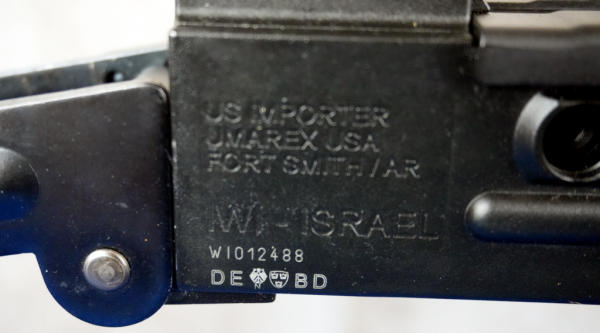 US IMPORTER
UMAREX USA
FORT SMITH / AR
IWI - ISRAEL
WI012488
DE BD